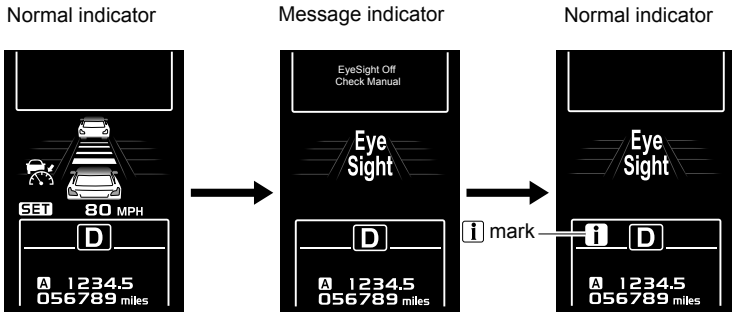 Normal indicator
Message indicator
Normal indicator
SET 80 MPH
D
A 1234.5
056789 miles
EyeSight Off
Check Manual
Eye
Sight
D
A 1234.5
056789 miles
i mark
Eye
Sight
i D
A 1234.5
056789 miles